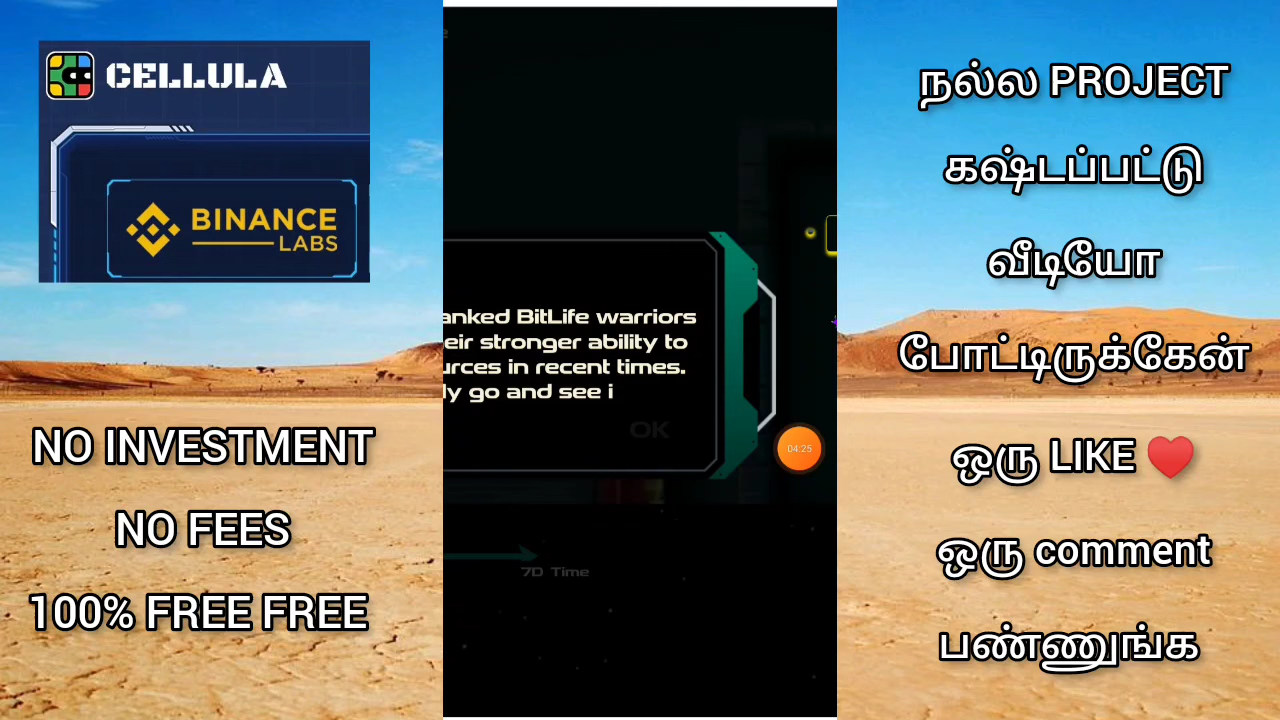 CELLULA
BINANCE
LABS
NO INVESTMENT
NO FEES
100% FREE FREE
anked BitLife warriors
eir stronger ability to
urces in recent times.
ly go and see i
OK
04:25
7D Time
நல்ல PROJECT
கஷ்டப்பட்டு
வீடியோ
போட்டிருக்கேன்
ஒரு LIKE ❤️
ஒரு comment
பண்ணுங்க